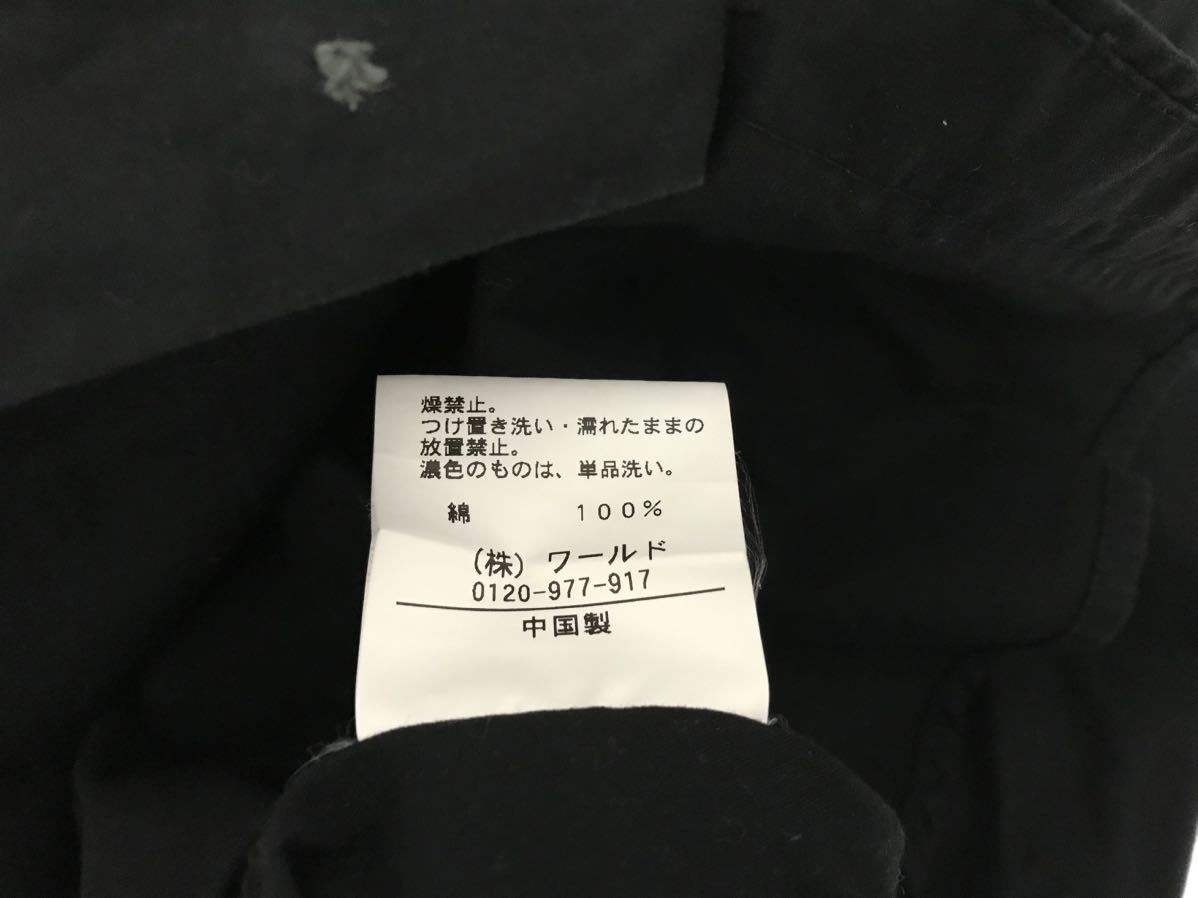 燥禁止。
つけ置き洗い・濡れたままの
放置禁止。
濃色のものは、単品洗い。
綿 100%
(株) ワールド
0120-977-917
中国製